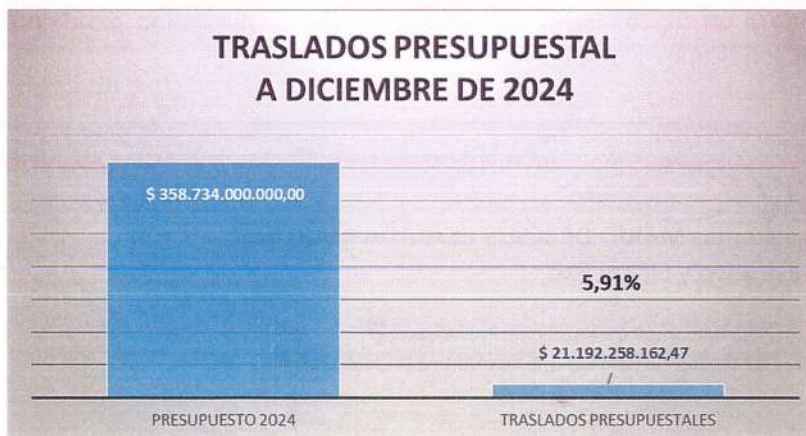 TRASLADOS PRESUPUESTAL
A DICIEMBRE DE 2024
$ 358.734.000.000,00
5,91%
$ 21.192.258.162,47
PRESUPUESTO 2024
TRASLADOS PRESUPUESTALES